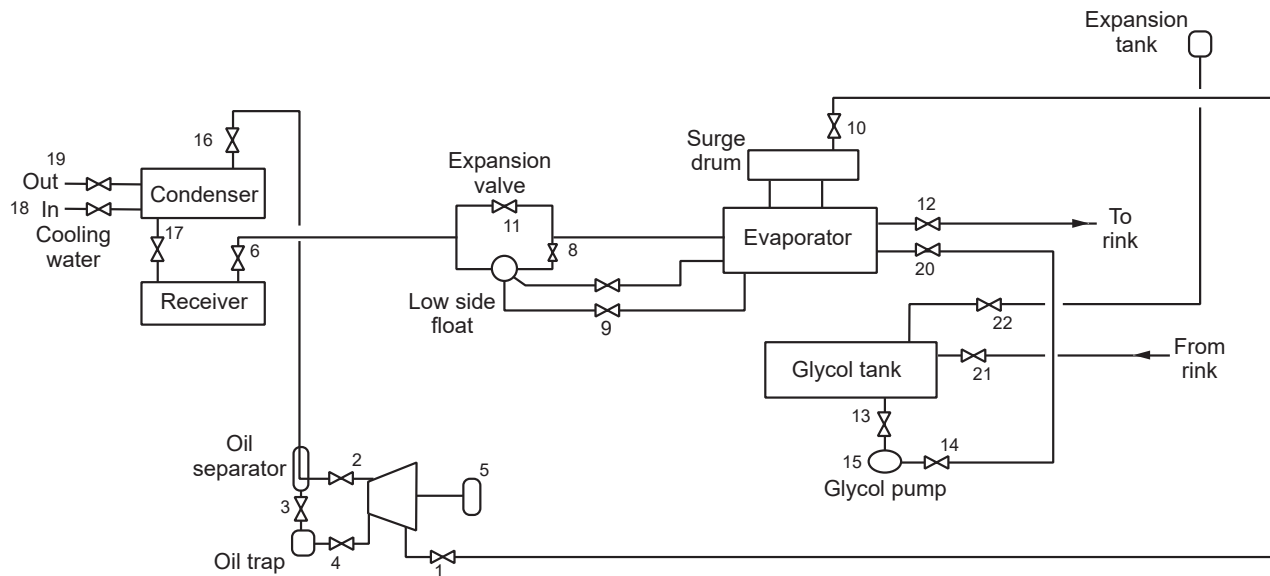 Expansion
tank
10
16
Surge
drum
19
Out
Expansion
valve
Condenser
18 In
11
12
To
rink
Cooling
water
17
6
8
Evaporator
20
Receiver
Low side
float
9
22
Glycol tank
21
From
rink
13
Oil
separator
2
5
15
14
Glycol pump
3
Oil trap
4
1